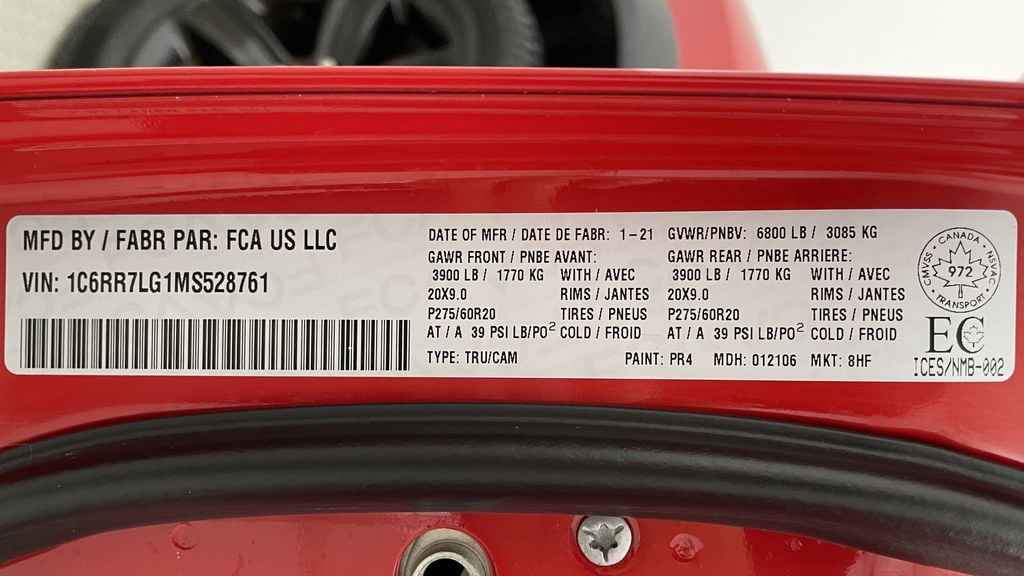 MFD BY / FABR PAR: FCA US LLC
VIN: 1C6RR7LG1MS528761
DATE OF MFR / DATE DE FABR: 1-21
GVWR/PNBV: 6800 LB / 3085 KG
GAWR FRONT / PNBE AVANT:
3900 LB / 1770 KG WITH / AVEC
20X9.0 RIMS / JANTES
P275/60R20 TIRES / PNEUS
AT / A 39 PSI LB/PO² COLD / FROID
GAWR REAR / PNBE ARRIERE:
3900 LB / 1770 KG WITH / AVEC
20X9.0 RIMS / JANTES
P275/60R20 TIRES / PNEUS
AT / A 39 PSI LB/PO² COLD / FROID
TYPE: TRU/CAM PAINT: PR4 MDH: 012106 MKT: 8HF
CANADA
CMVSS NSVAC
972
TRANSPORT
EC
ICES/NMB-002